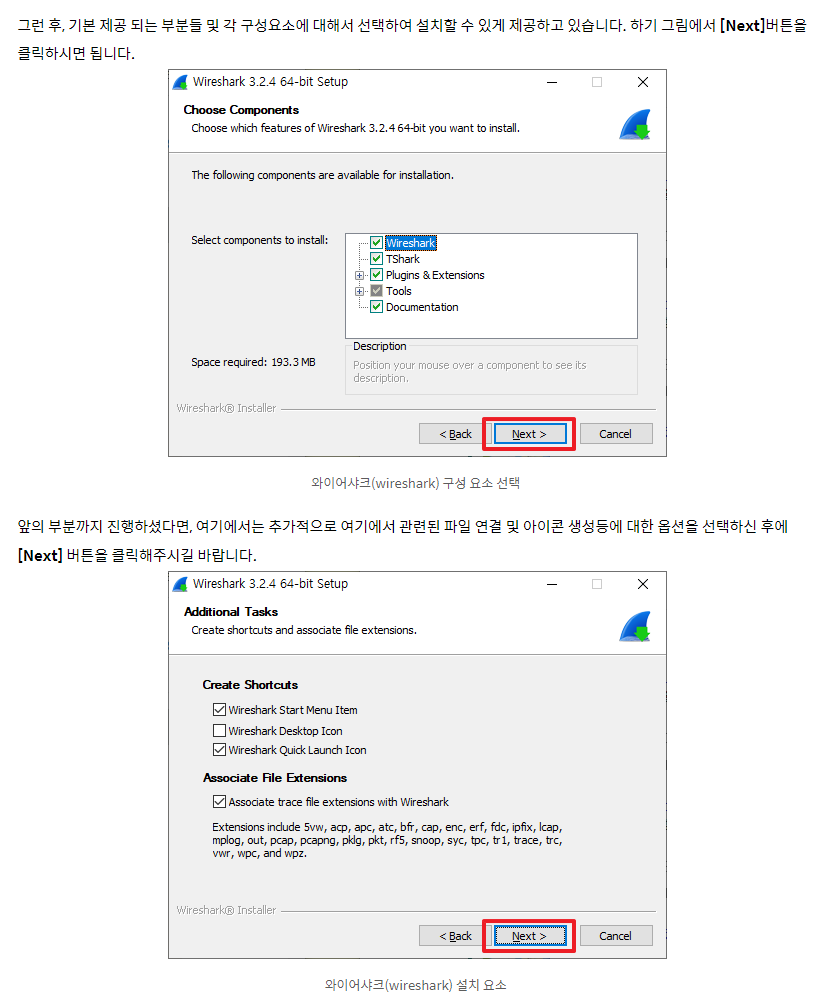 그런 후, 기본 제공 되는 부분들 및 각 구성요소에 대해서 선택하여 설치할 수 있게 제공하고 있습니다. 하기 그림에서 [Next]버튼을
클릭하시면 됩니다.
Wireshark 3.2.4 64-bit Setup
Choose Components
Choose which features of Wireshark 3.2.4 64-bit you want to install.
The following components are available for installation.
Select components to install:
Wireshark
TShark
Plugins & Extensions
Tools
Documentation
Space required: 193.3 MB
Description
Position your mouse over a component to see its
description.
Wireshark® Installer
< Back
Next >
Cancel
와이어샤크(wireshark) 구성 요소 선택
앞의 부분까지 진행하셨다면, 여기에서는 추가적으로 여기에서 관련된 파일 연결 및 아이콘 생성등에 대한 옵션을 선택하신 후에
[Next] 버튼을 클릭해주시길 바랍니다.
Wireshark 3.2.4 64-bit Setup
Additional Tasks
Create shortcuts and associate file extensions.
Create Shortcuts
Wireshark Start Menu Item
Wireshark Desktop Icon
Wireshark Quick Launch Icon
Associate File Extensions
Associate trace file extensions with Wireshark
Extensions include 5vw, acp, apc, atc, bfr, cap, enc, erf, fdc, ipfix, lcap,
mplog, out, pcap, pcapng, pklg, pkt, rf5, snoop, syc, tpc, tr1, trace, trc,
vwr, wpc, and wpz.
Wireshark® Installer
< Back
Next >
Cancel
와이어샤크(wireshark) 설치 요소